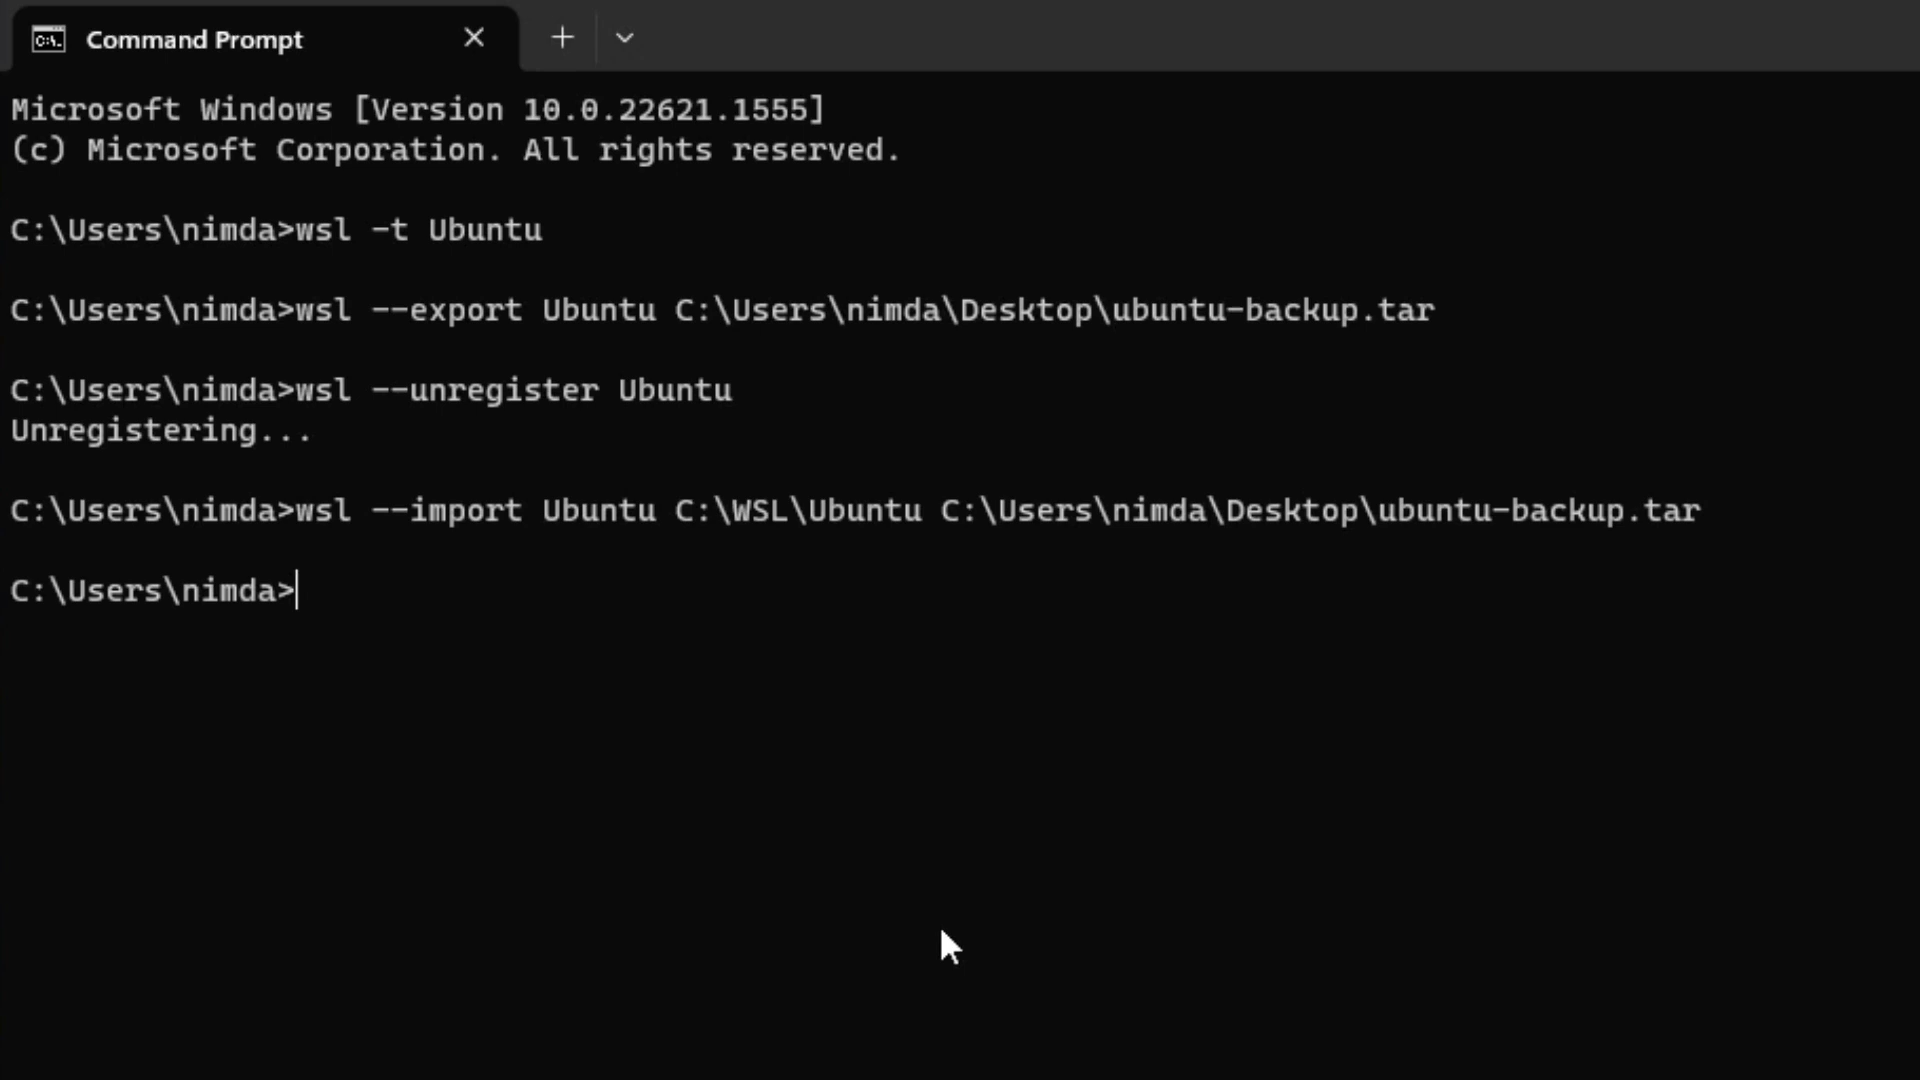 Command Prompt
Microsoft Windows [Version 10.0.22621.1555]
(c) Microsoft Corporation. All rights reserved.
C:\Users\nimda>wsl -t Ubuntu
C:\Users\nimda>wsl --export Ubuntu C:\Users\nimda\Desktop\ubuntu-backup.tar
C:\Users\nimda>wsl --unregister Ubuntu
Unregistering...
C:\Users\nimda>wsl --import Ubuntu C:\WSL\Ubuntu C:\Users\nimda\Desktop\ubuntu-backup.tar
C:\Users\nimda>